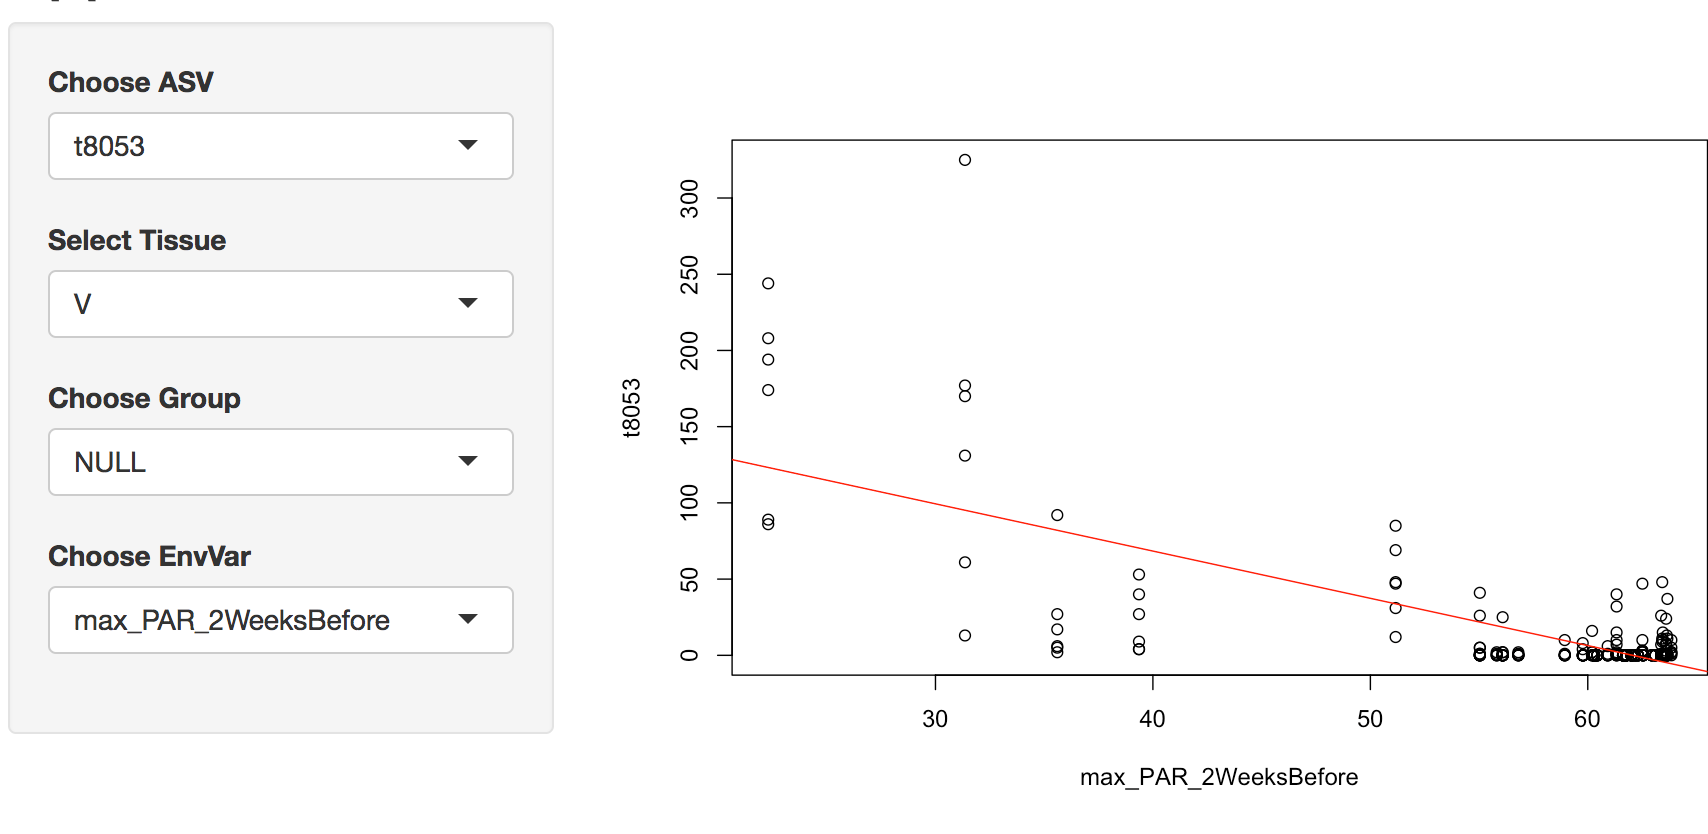 Choose ASV
t8053
Select Tissue
V
Choose Group
NULL
Choose EnvVar
max_PAR_2WeeksBefore
t8053
300
250
200
150
100
50
0
30 40 50 60
max_PAR_2WeeksBefore